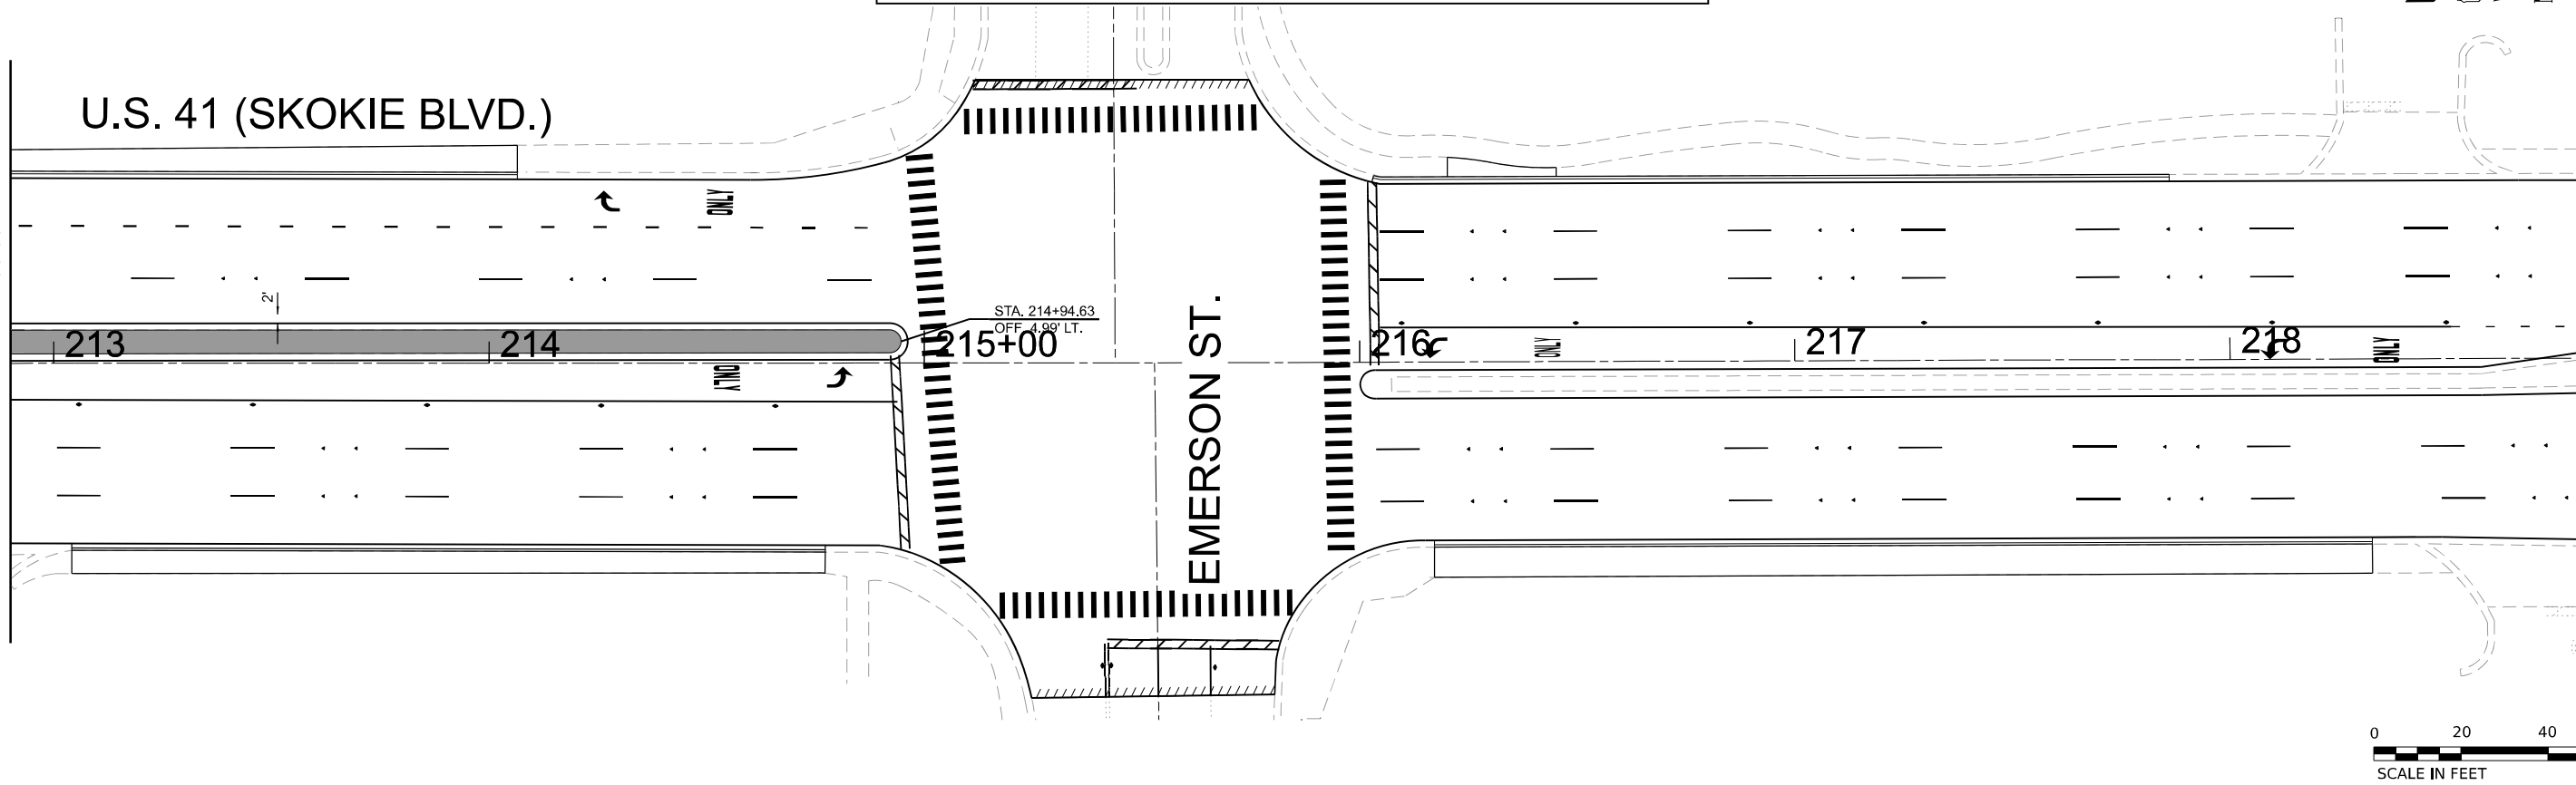 U.S. 41 (SKOKIE BLVD.)
ONLY
2'
STA. 214+94.63
OFF. 4.99' LT.
213
214
215+00
216
217
218
ONLY
ONLY
ONLY
EMERSON ST.
0 20 40
SCALE IN FEET